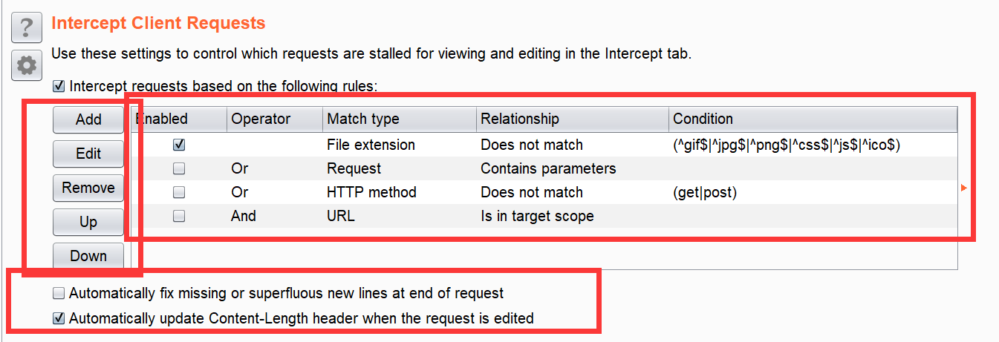 ?
Intercept Client Requests
Use these settings to control which requests are stalled for viewing and editing in the Intercept tab.
Intercept requests based on the following rules:
Add
Edit
Remove
Up
Down
Enabled Operator Match type Relationship Condition
File extension Does not match (^gif$|^jpg$|^png$|^css$|^js$|^ico$)
Or Request Contains parameters
Or HTTP method Does not match (get|post)
And URL Is in target scope
Automatically fix missing or superfluous new lines at end of request
Automatically update Content-Length header when the request is edited